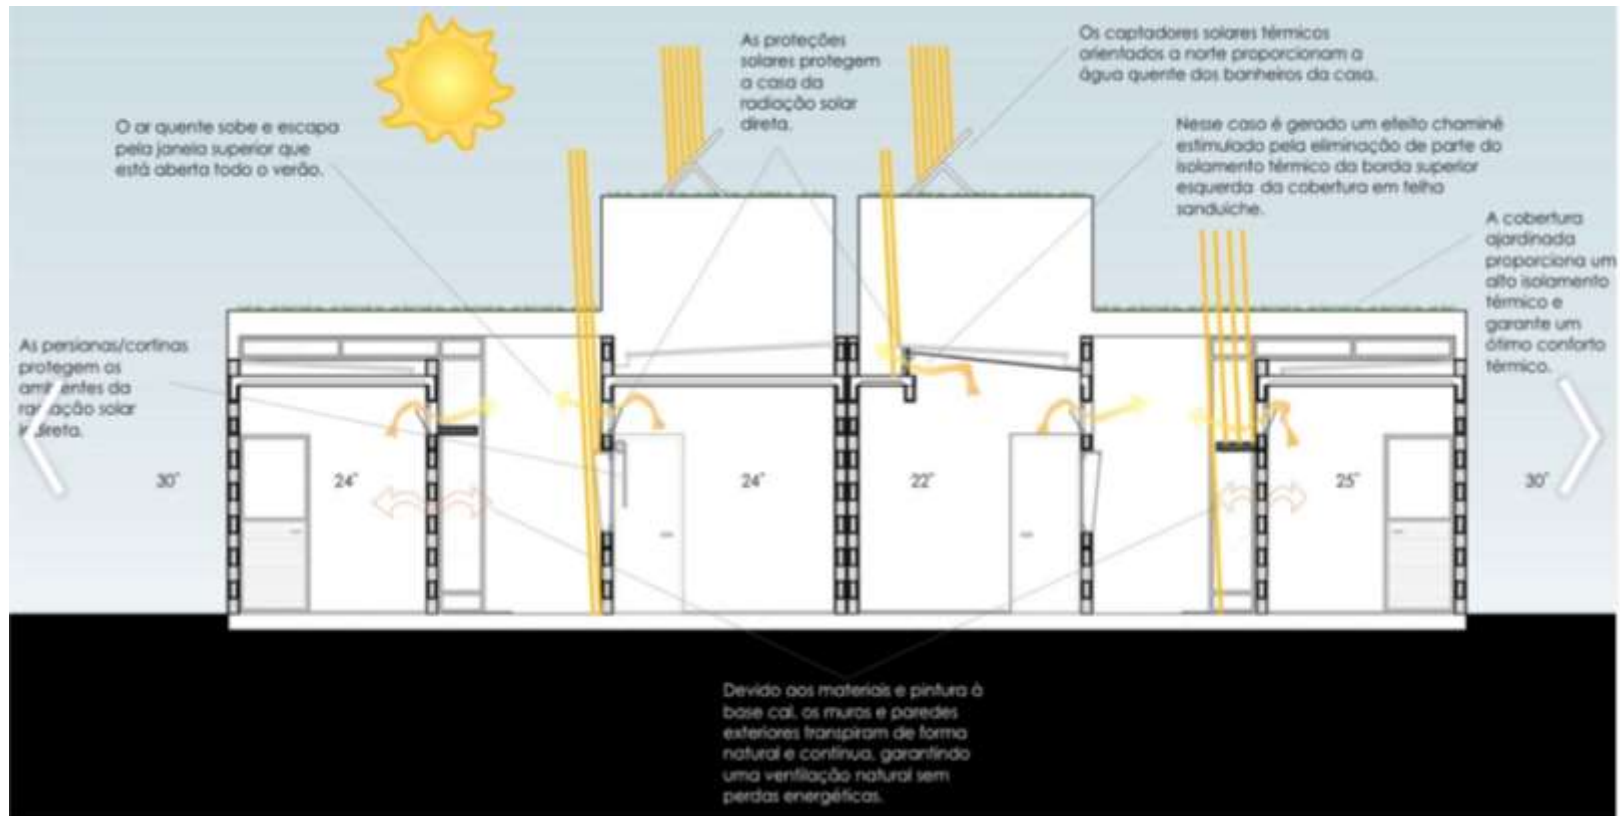 As proteções
solares protegem
a casa da
radiação solar
direta.
Os captadores solares térmicos
orientados a norte proporcionam a
água quente dos banheiros da casa.
O ar quente sobe e escapa
pela janela superior que
está aberta todo o verão.
Nesse caso é gerado um efeito chaminé
estimulado pela eliminação de parte do
isolamento térmico da borda superior
esquerda da cobertura em telha
sanduiche.
A cobertura
ajardinada
proporciona um
alto isolamento
térmico e
garante um
ótimo conforto
térmico.
As persianas/cortinas
protegem os
ambientes da
radiação solar
indireta.
30°
24°
24°
22°
25°
30°
Devido aos materiais e pintura à
base cal, os muros e paredes
exteriores transpiram de forma
natural e contínua, garantindo
uma ventilação natural sem
perdas energéticas.